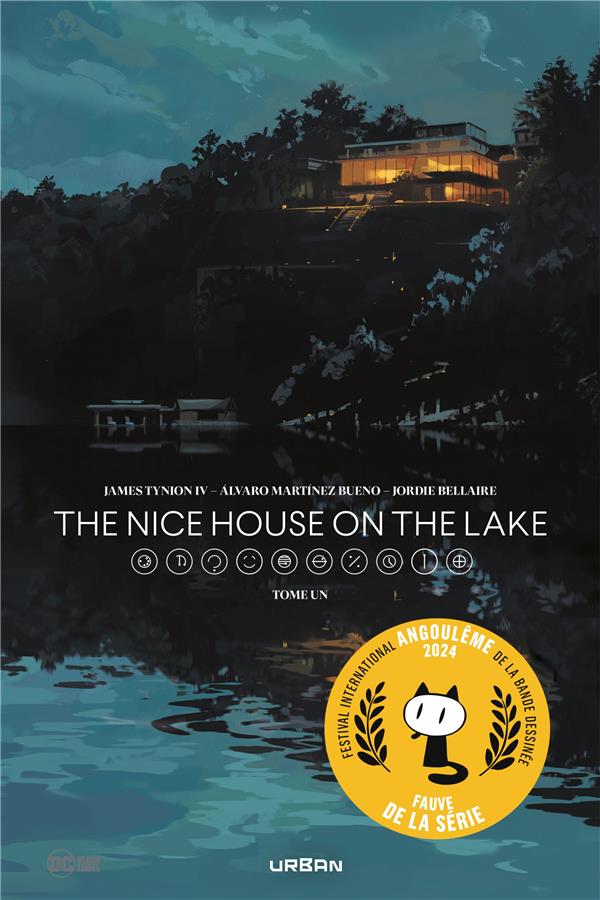 JAMES TYNION IV – ÁLVARO MARTÍNEZ BUENO – JORDIE BELLAIRE
THE NICE HOUSE ON THE LAKE
TOME UN
FESTIVAL INTERNATIONAL ANGOULÊME DE LA BANDE DESSINÉE
2024
FAUVE
DE LA SÉRIE
DC
URBAN